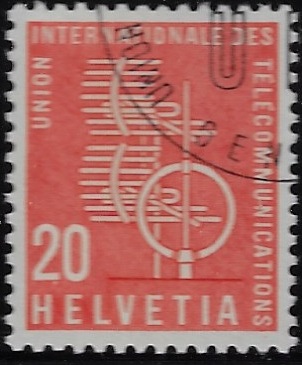 UNION
INTERNATIONALE DES
TELECOMMUNICATIONS
20
HELVETIA
U